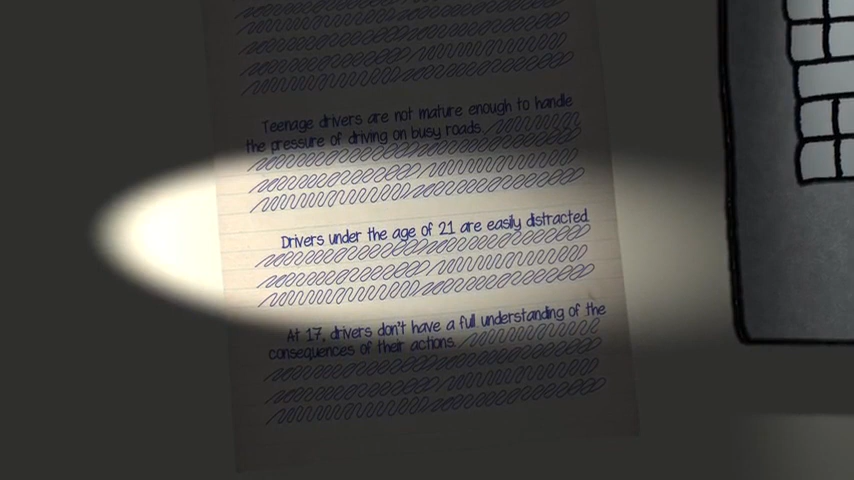 Teenage drivers are not mature enough to handle
the pressure of driving on busy roads.
Drivers under the age of 21 are easily distracted.
At 17, drivers don't have a full understanding of the
consequences of their actions.